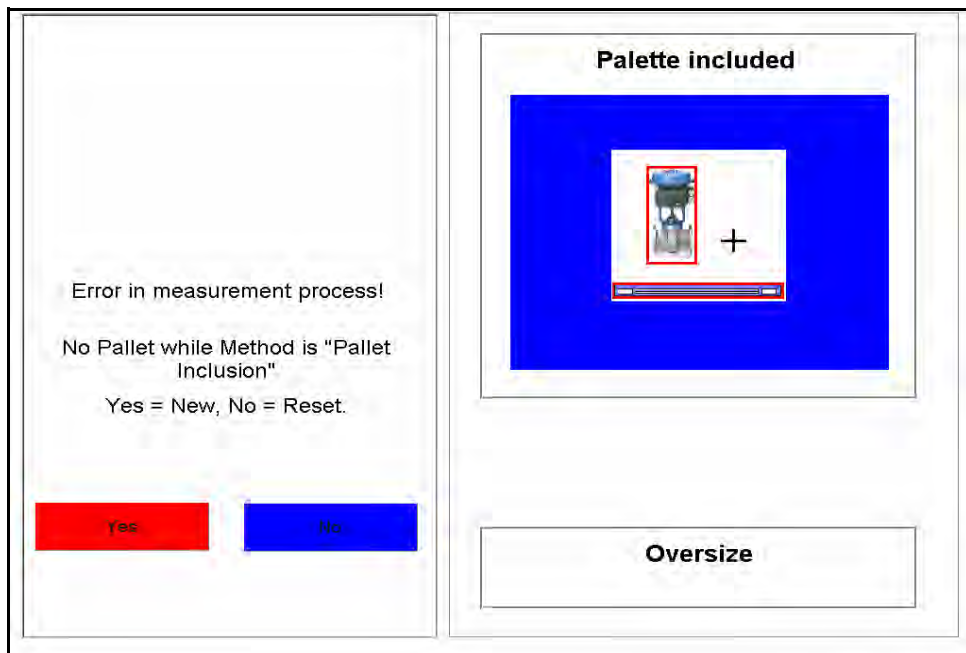 Error in measurement process!
No Pallet while Method is "Pallet
Inclusion"
Yes = New, No = Reset.
Yes
No
Palette included
Oversize